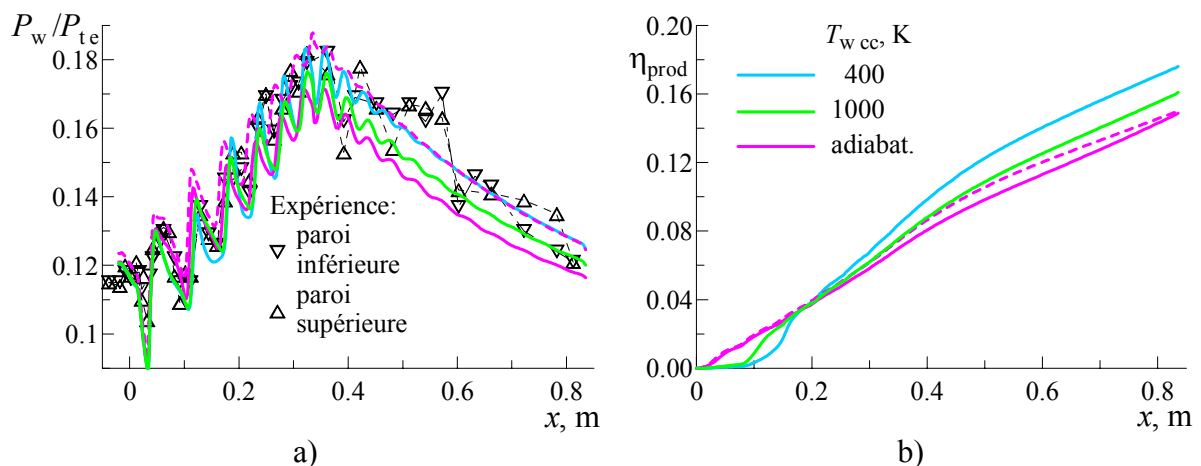 P_w/P_te
0.18
0.16
0.14
0.12
0.1
0
0.2
0.4
0.6
0.8
x, m
Expérience:
paroi
inférieure
paroi
supérieure
a)
η_prod
0.20
0.16
0.12
0.08
0.04
0.00
0
0.2
0.4
0.6
0.8
x, m
T_w cc, K
400
1000
adiabat.
b)